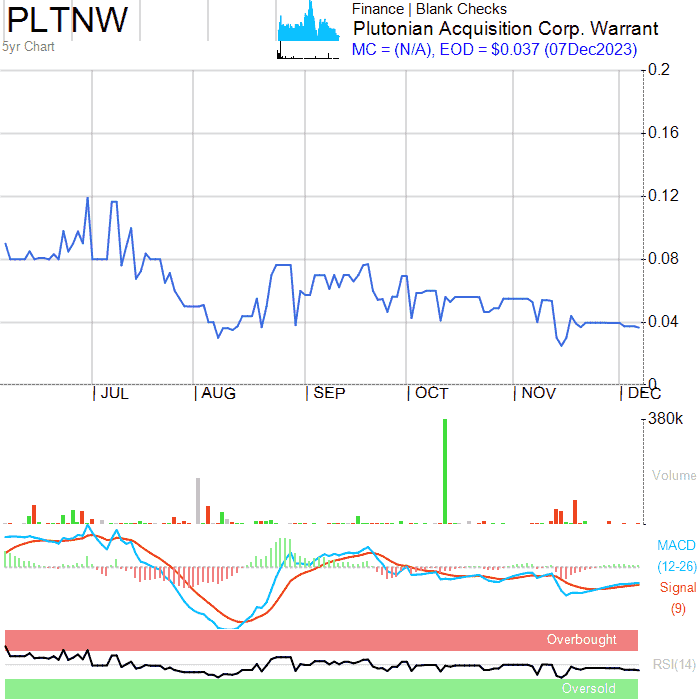 PLTNW
5yr Chart
Finance | Blank Checks
Plutonian Acquisition Corp. Warrant
MC = (N/A), EOD = $0.037 (07Dec2023)
0.2
0.16
0.12
0.08
0.04
0
JUL AUG SEP OCT NOV DEC
380k
Volume
MACD
(12-26)
Signal
(9)
Overbought
RSI(14)
Oversold